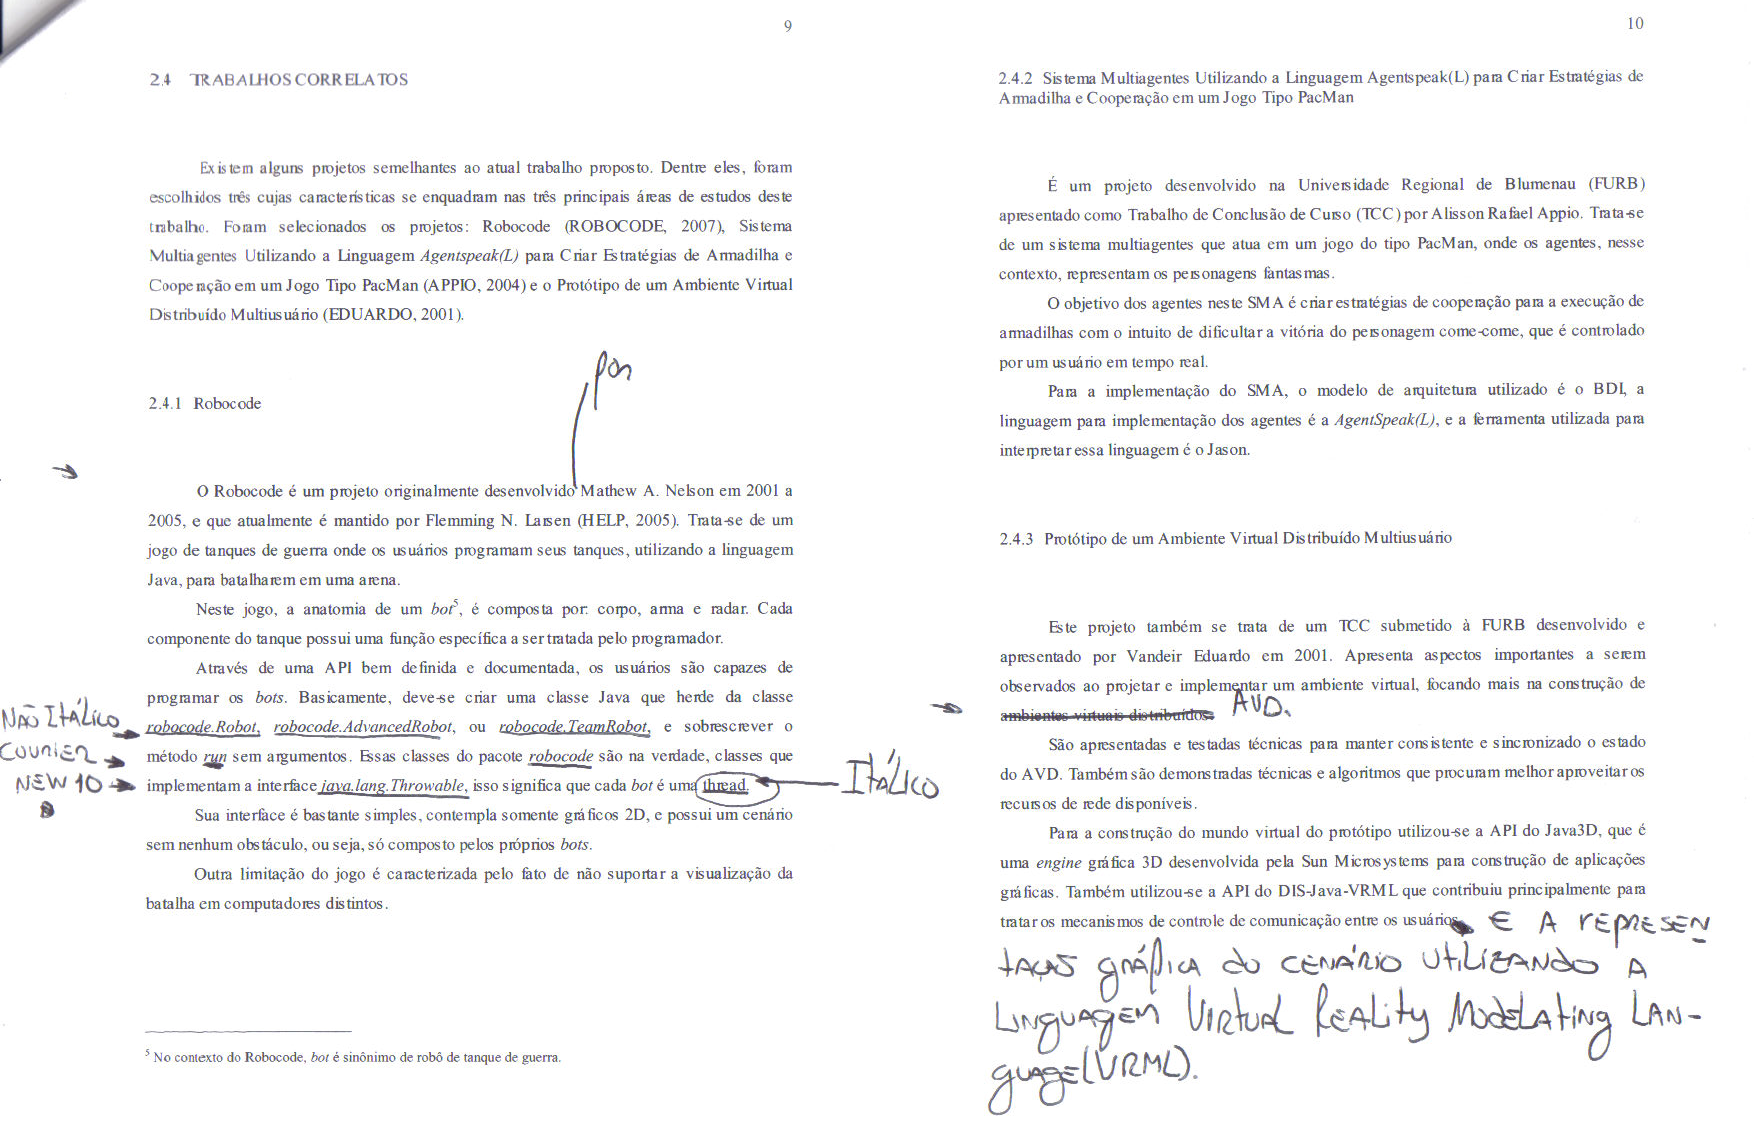 9
2.4 TRABALHOS CORRELATOS
Existem alguns projetos semelhantes ao atual trabalho proposto. Dentre eles, foram
escolhidos três cujas características se enquadram nas três principais áreas de estudos deste
trabalho. Foram selecionados os projetos: Robocode (ROBOCODE, 2007), Sistema
Multiagentes Utilizando a Linguagem Agentspeak(L) para Criar Estratégias de Armadilha e
Cooperação em um Jogo Tipo PacMan (APPIO, 2004) e o Protótipo de um Ambiente Virtual
Distribuído Multiusuário (EDUARDO, 2001).
por
2.4.1 Robocode
O Robocode é um projeto originalmente desenvolvido Mathew A. Nelson em 2001 a
2005, e que atualmente é mantido por Flemming N. Larsen (HELP, 2005). Trata-se de um
jogo de tanques de guerra onde os usuários programam seus tanques, utilizando a linguagem
Java, para batalharem em uma arena.
Neste jogo, a anatomia de um bot⁵, é composta por: corpo, arma e radar. Cada
componente do tanque possui uma função específica a ser tratada pelo programador.
Através de uma API bem definida e documentada, os usuários são capazes de
programar os bots. Basicamente, deve-se criar uma classe Java que herde da classe
robocode.Robot, robocode.AdvancedRobot, ou robocode.TeamRobot, e sobrescrever o
método run sem argumentos. Essas classes do pacote robocode são na verdade, classes que
implementam a interface java.lang.Throwable, isso significa que cada bot é uma thread.
NÃO ITÁLICO
COURIER
NEW 10
ITÁLICO
Sua interface é bastante simples, contempla somente gráficos 2D, e possui um cenário
sem nenhum obstáculo, ou seja, só composto pelos próprios bots.
Outra limitação do jogo é caracterizada pelo fato de não suportar a visualização da
batalha em computadores distintos.
⁵ No contexto do Robocode, bot é sinônimo de robô de tanque de guerra.
10
2.4.2 Sistema Multiagentes Utilizando a Linguagem Agentspeak(L) para Criar Estratégias de
Armadilha e Cooperação em um Jogo Tipo PacMan
É um projeto desenvolvido na Universidade Regional de Blumenau (FURB)
apresentado como Trabalho de Conclusão de Curso (TCC) por Alisson Rafael Appio. Trata-se
de um sistema multiagentes que atua em um jogo do tipo PacMan, onde os agentes, nesse
contexto, representam os personagens fantasmas.
O objetivo dos agentes neste SMA é criar estratégias de cooperação para a execução de
armadilhas com o intuito de dificultar a vitória do personagem come-come, que é controlado
por um usuário em tempo real.
Para a implementação do SMA, o modelo de arquitetura utilizado é o BDI, a
linguagem para implementação dos agentes é a AgentSpeak(L), e a ferramenta utilizada para
interpretar essa linguagem é o Jason.
2.4.3 Protótipo de um Ambiente Virtual Distribuído Multiusuário
Este projeto também se trata de um TCC submetido à FURB desenvolvido e
apresentado por Vandeir Eduardo em 2001. Apresenta aspectos importantes a serem
observados ao projetar e implementar um ambiente virtual, focando mais na construção de
ambientes virtuais distribuídos. AVD.
São apresentadas e testadas técnicas para manter consistente e sincronizado o estado
do AVD. Também são demonstradas técnicas e algoritmos que procuram melhor aproveitar os
recursos de rede disponíveis.
Para a construção do mundo virtual do protótipo utilizou-se a API do Java3D, que é
uma engine gráfica 3D desenvolvida pela Sun Microsystems para construção de aplicações
gráficas. Também utilizou-se a API do DIS-Java-VRML que contribuiu principalmente para
tratar os mecanismos de controle de comunicação entre os usuários E A REPRESEN
TAÇÃO gráfica do CENÁRIO UTILIZANDO A
LINGUAGEM VIRTUAL REALITY MODELATING LAN-
GUAGE(VRML).